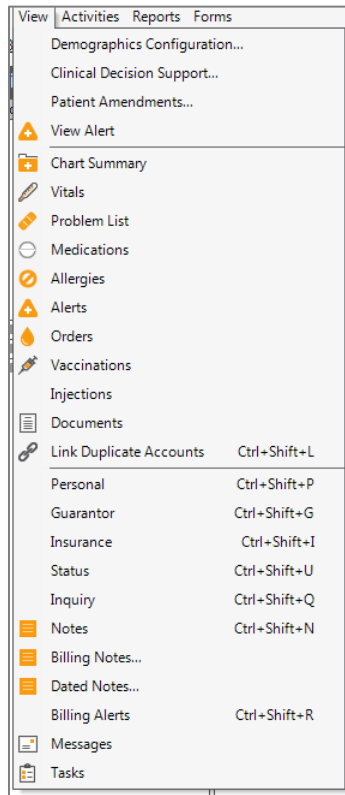 View Activities Reports Forms
Demographics Configuration...
Clinical Decision Support...
Patient Amendments...
View Alert
Chart Summary
Vitals
Problem List
Medications
Allergies
Alerts
Orders
Vaccinations
Injections
Documents
Link Duplicate Accounts Ctrl+Shift+L
Personal Ctrl+Shift+P
Guarantor Ctrl+Shift+G
Insurance Ctrl+Shift+I
Status Ctrl+Shift+U
Inquiry Ctrl+Shift+Q
Notes Ctrl+Shift+N
Billing Notes...
Dated Notes...
Billing Alerts Ctrl+Shift+R
Messages
Tasks